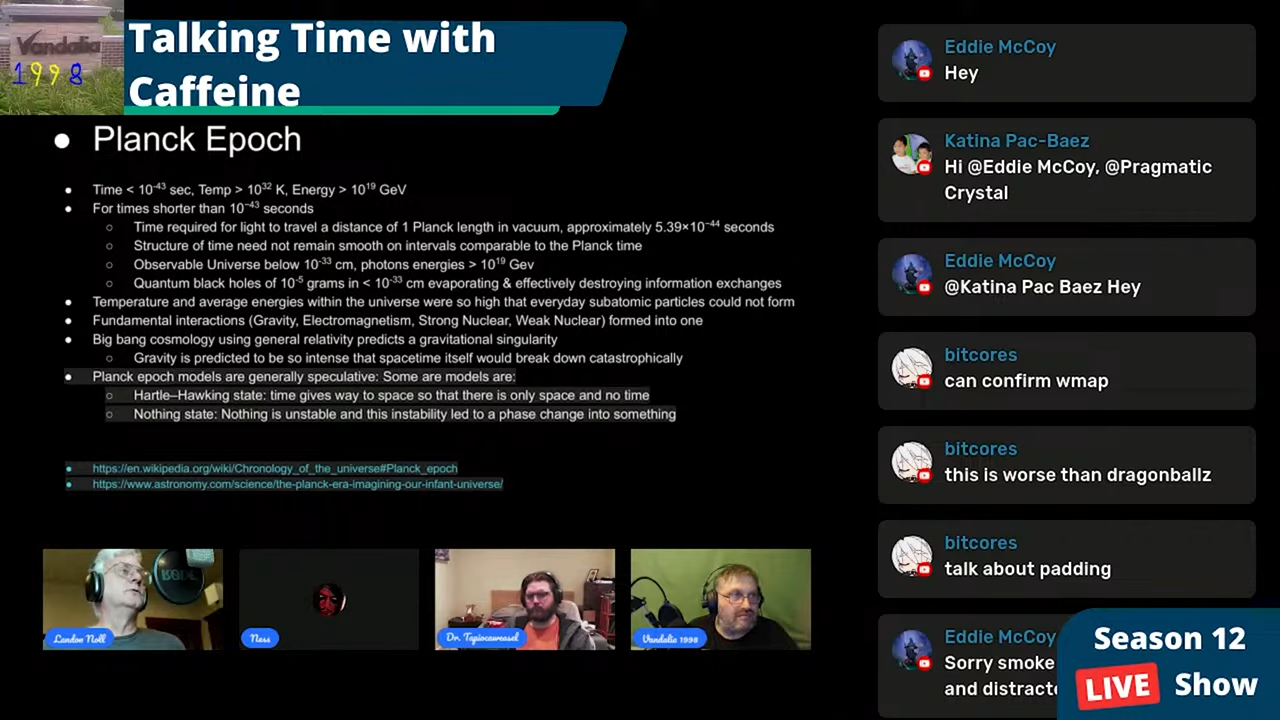 Vandalia
1998
Talking Time with
Caffeine
● Planck Epoch
● Time < 10⁻⁴³ sec, Temp > 10³² K, Energy > 10¹⁹ GeV
● For times shorter than 10⁻⁴³ seconds
○ Time required for light to travel a distance of 1 Planck length in vacuum, approximately 5.39×10⁻⁴⁴ seconds
○ Structure of time need not remain smooth on intervals comparable to the Planck time
○ Observable Universe below 10⁻³³ cm, photons energies > 10¹⁹ Gev
○ Quantum black holes of 10⁻⁵ grams in < 10⁻³³ cm evaporating & effectively destroying information exchanges
● Temperature and average energies within the universe were so high that everyday subatomic particles could not form
● Fundamental interactions (Gravity, Electromagnetism, Strong Nuclear, Weak Nuclear) formed into one
● Big bang cosmology using general relativity predicts a gravitational singularity
○ Gravity is predicted to be so intense that spacetime itself would break down catastrophically
● Planck epoch models are generally speculative: Some are models are:
○ Hartle–Hawking state: time gives way to space so that there is only space and no time
○ Nothing state: Nothing is unstable and this instability led to a phase change into something
● https://en.wikipedia.org/wiki/Chronology_of_the_universe#Planck_epoch
● https://www.astronomy.com/science/the-planck-era-imagining-our-infant-universe/
RØDE
Landon Noll
Ness
Dr. Tapiocaweasel
Vandalia 1998
Eddie McCoy
Hey
Katina Pac-Baez
Hi @Eddie McCoy, @Pragmatic
Crystal
Eddie McCoy
@Katina Pac Baez Hey
bitcores
can confirm wmap
bitcores
this is worse than dragonballz
bitcores
talk about padding
Eddie McCoy
Sorry smoke
and distracte
Season 12
LIVE Show